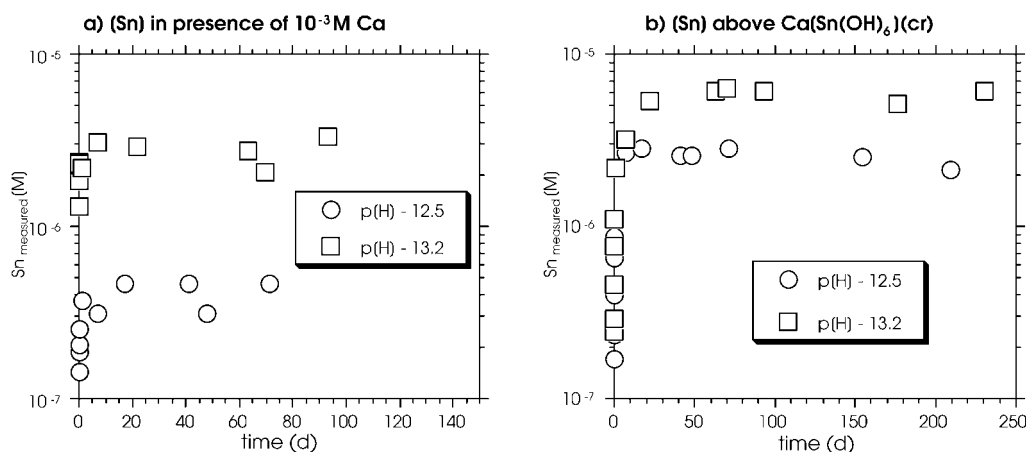 a) (Sn) in presence of 10⁻³M Ca
b) (Sn) above Ca(Sn(OH)₆)(cr)
10⁻⁵
10⁻⁶
10⁻⁷
Sn measured (M)
p(H) - 12.5
p(H) - 13.2
0 20 40 60 80 100 120 140
time (d)
10⁻⁵
10⁻⁶
10⁻⁷
Sn measured (M)
p(H) - 12.5
p(H) - 13.2
0 50 100 150 200 250
time (d)